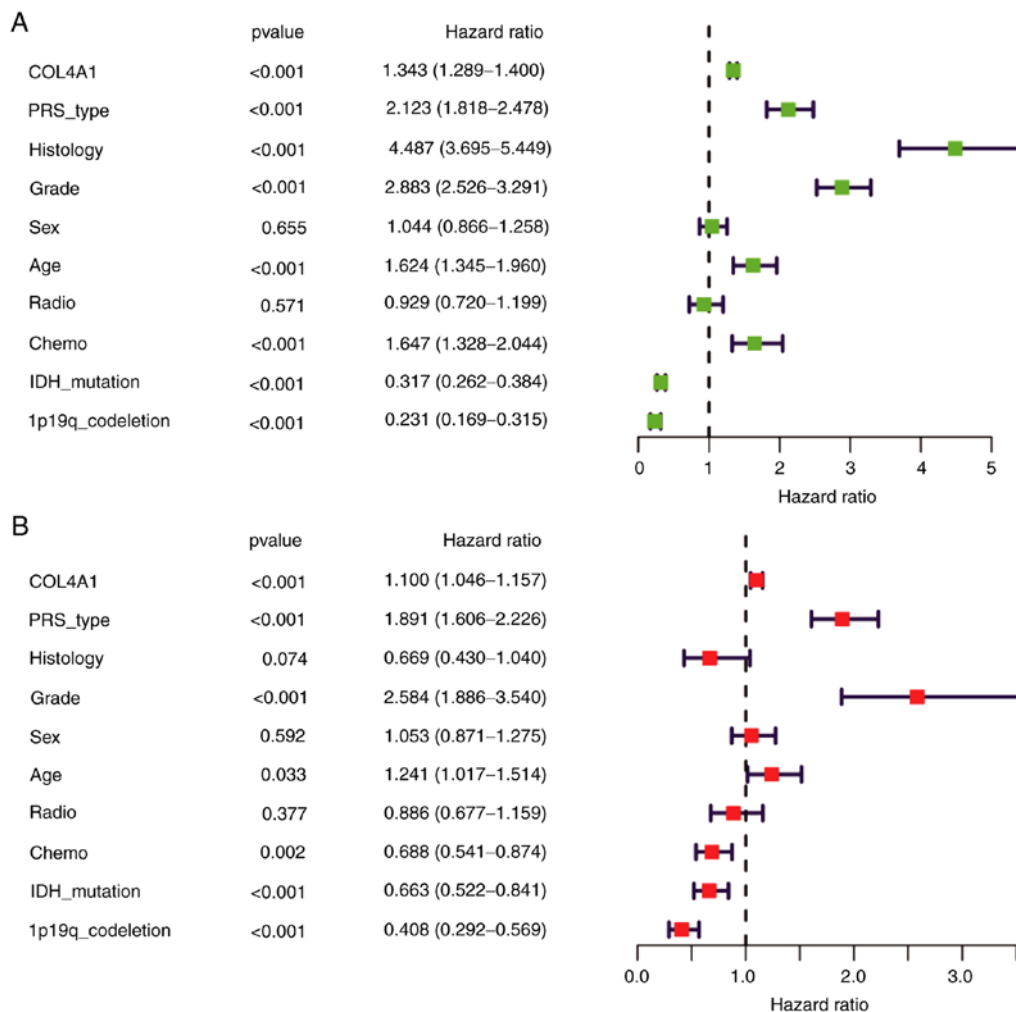 A
pvalue Hazard ratio
COL4A1 <0.001 1.343 (1.289–1.400)
PRS_type <0.001 2.123 (1.818–2.478)
Histology <0.001 4.487 (3.695–5.449)
Grade <0.001 2.883 (2.526–3.291)
Sex 0.655 1.044 (0.866–1.258)
Age <0.001 1.624 (1.345–1.960)
Radio 0.571 0.929 (0.720–1.199)
Chemo <0.001 1.647 (1.328–2.044)
IDH_mutation <0.001 0.317 (0.262–0.384)
1p19q_codeletion <0.001 0.231 (0.169–0.315)
0 1 2 3 4 5
Hazard ratio
B
pvalue Hazard ratio
COL4A1 <0.001 1.100 (1.046–1.157)
PRS_type <0.001 1.891 (1.606–2.226)
Histology 0.074 0.669 (0.430–1.040)
Grade <0.001 2.584 (1.886–3.540)
Sex 0.592 1.053 (0.871–1.275)
Age 0.033 1.241 (1.017–1.514)
Radio 0.377 0.886 (0.677–1.159)
Chemo 0.002 0.688 (0.541–0.874)
IDH_mutation <0.001 0.663 (0.522–0.841)
1p19q_codeletion <0.001 0.408 (0.292–0.569)
0.0 1.0 2.0 3.0
Hazard ratio